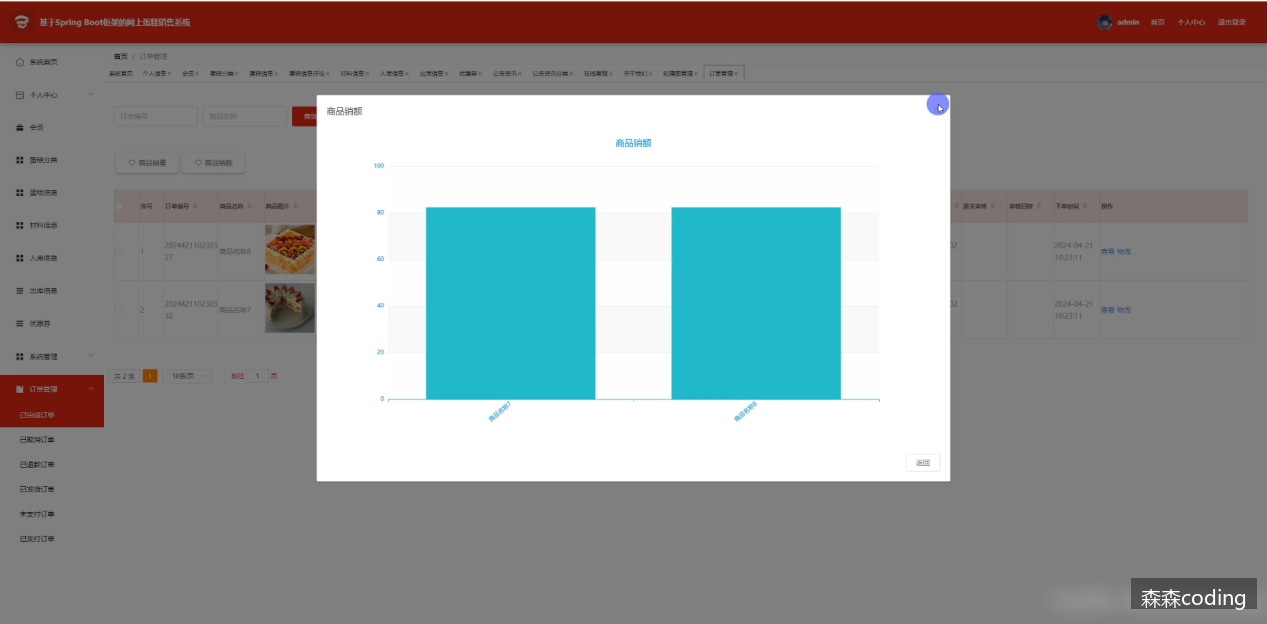 基于Spring Boot框架的网上蛋糕销售系统
admin 首页 个人中心 退出登录
首页 / 订单管理
系统首页 个人信息× 会员× 蛋糕分类× 蛋糕信息× 蛋糕信息评论× 材料信息× 入库信息× 出库信息× 优惠券× 公告资讯× 公告资讯分类× 在线客服× 关于我们× 轮播图管理× 订单管理×
系统首页
个人中心
会员
蛋糕分类
蛋糕信息
材料信息
入库信息
出库信息
优惠券
系统管理
订单管理
已完成订单
已取消订单
已退款订单
已发货订单
未支付订单
已支付订单
订单编号 商品名称 查询
商品销量 商品销额
序号 订单编号 商品名称 商品图片 退货审核 审核回复 下单时间 操作
1 2024421102303 27 商品名称8 02 2024-04-21 10:23:11 查看 物流
2 2024421102303 32 商品名称7 02 2024-04-21 10:23:11 查看 物流
共 2 条 1 10条/页 前往 1 页
商品销额
商品销额
100
80
60
40
20
0
商品名称7 商品名称8
返回
森森coding